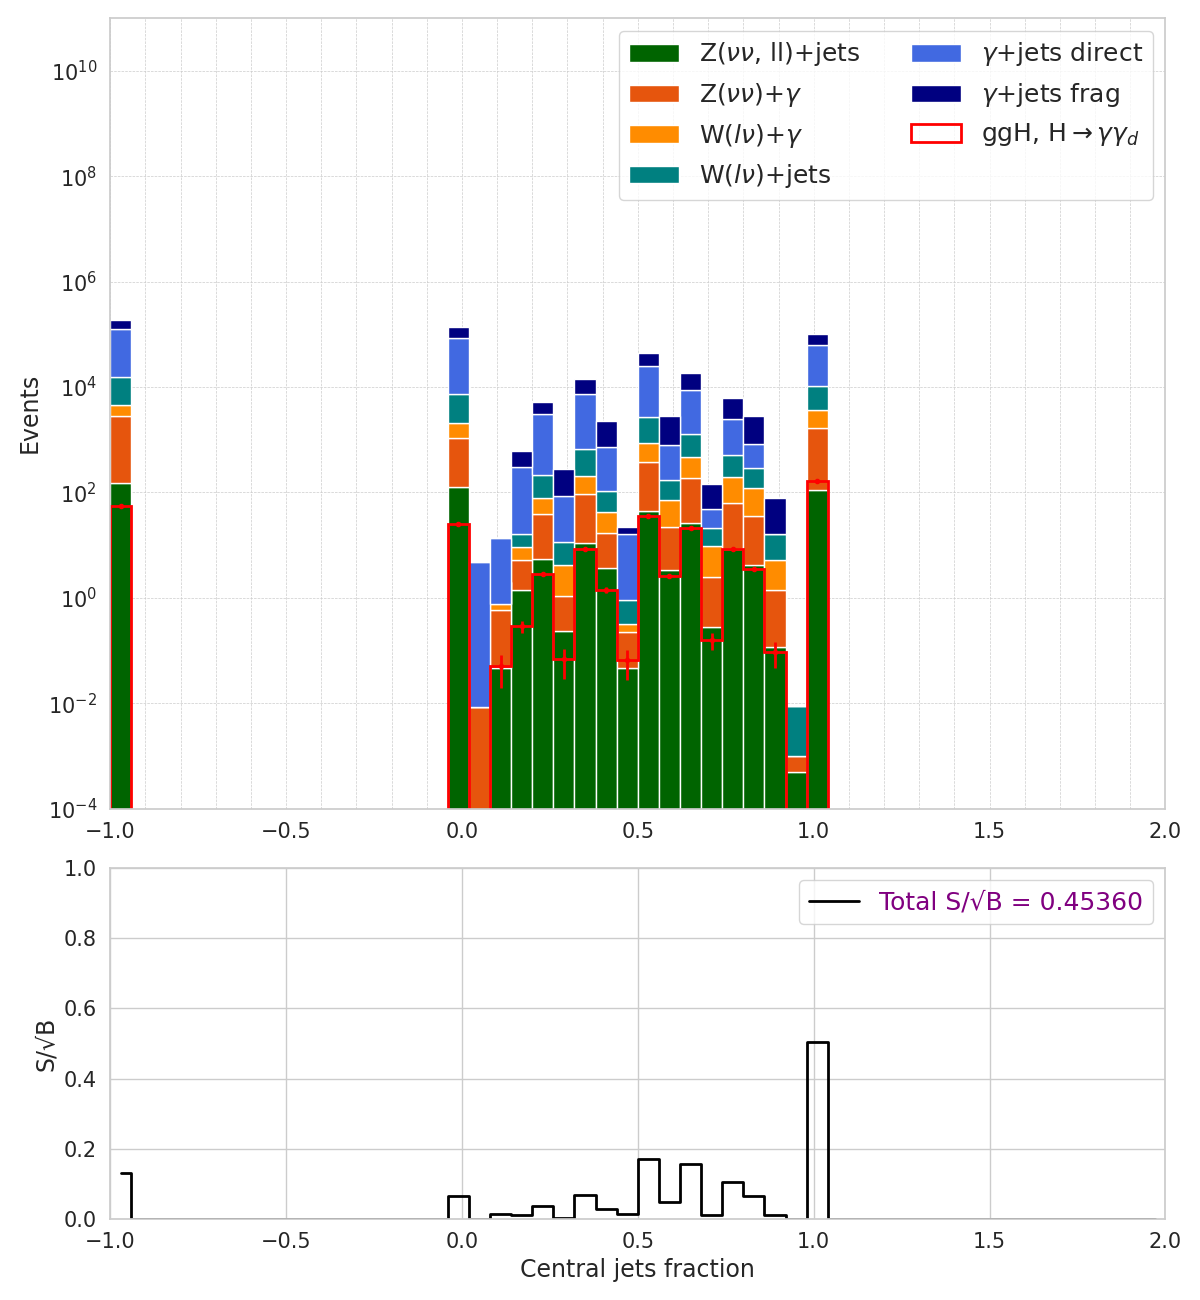 10^10
10^8
10^6
10^4
10^2
10^0
10^−2
10^−4
Events
Z(νν, ll)+jets
Z(νν)+γ
W(lν)+γ
W(lν)+jets
γ+jets direct
γ+jets frag
ggH, H→γγ_d
−1.0 −0.5 0.0 0.5 1.0 1.5 2.0
1.0
0.8
0.6
0.4
0.2
0.0
S/√B
Total S/√B = 0.45360
−1.0 −0.5 0.0 0.5 1.0 1.5 2.0
Central jets fraction